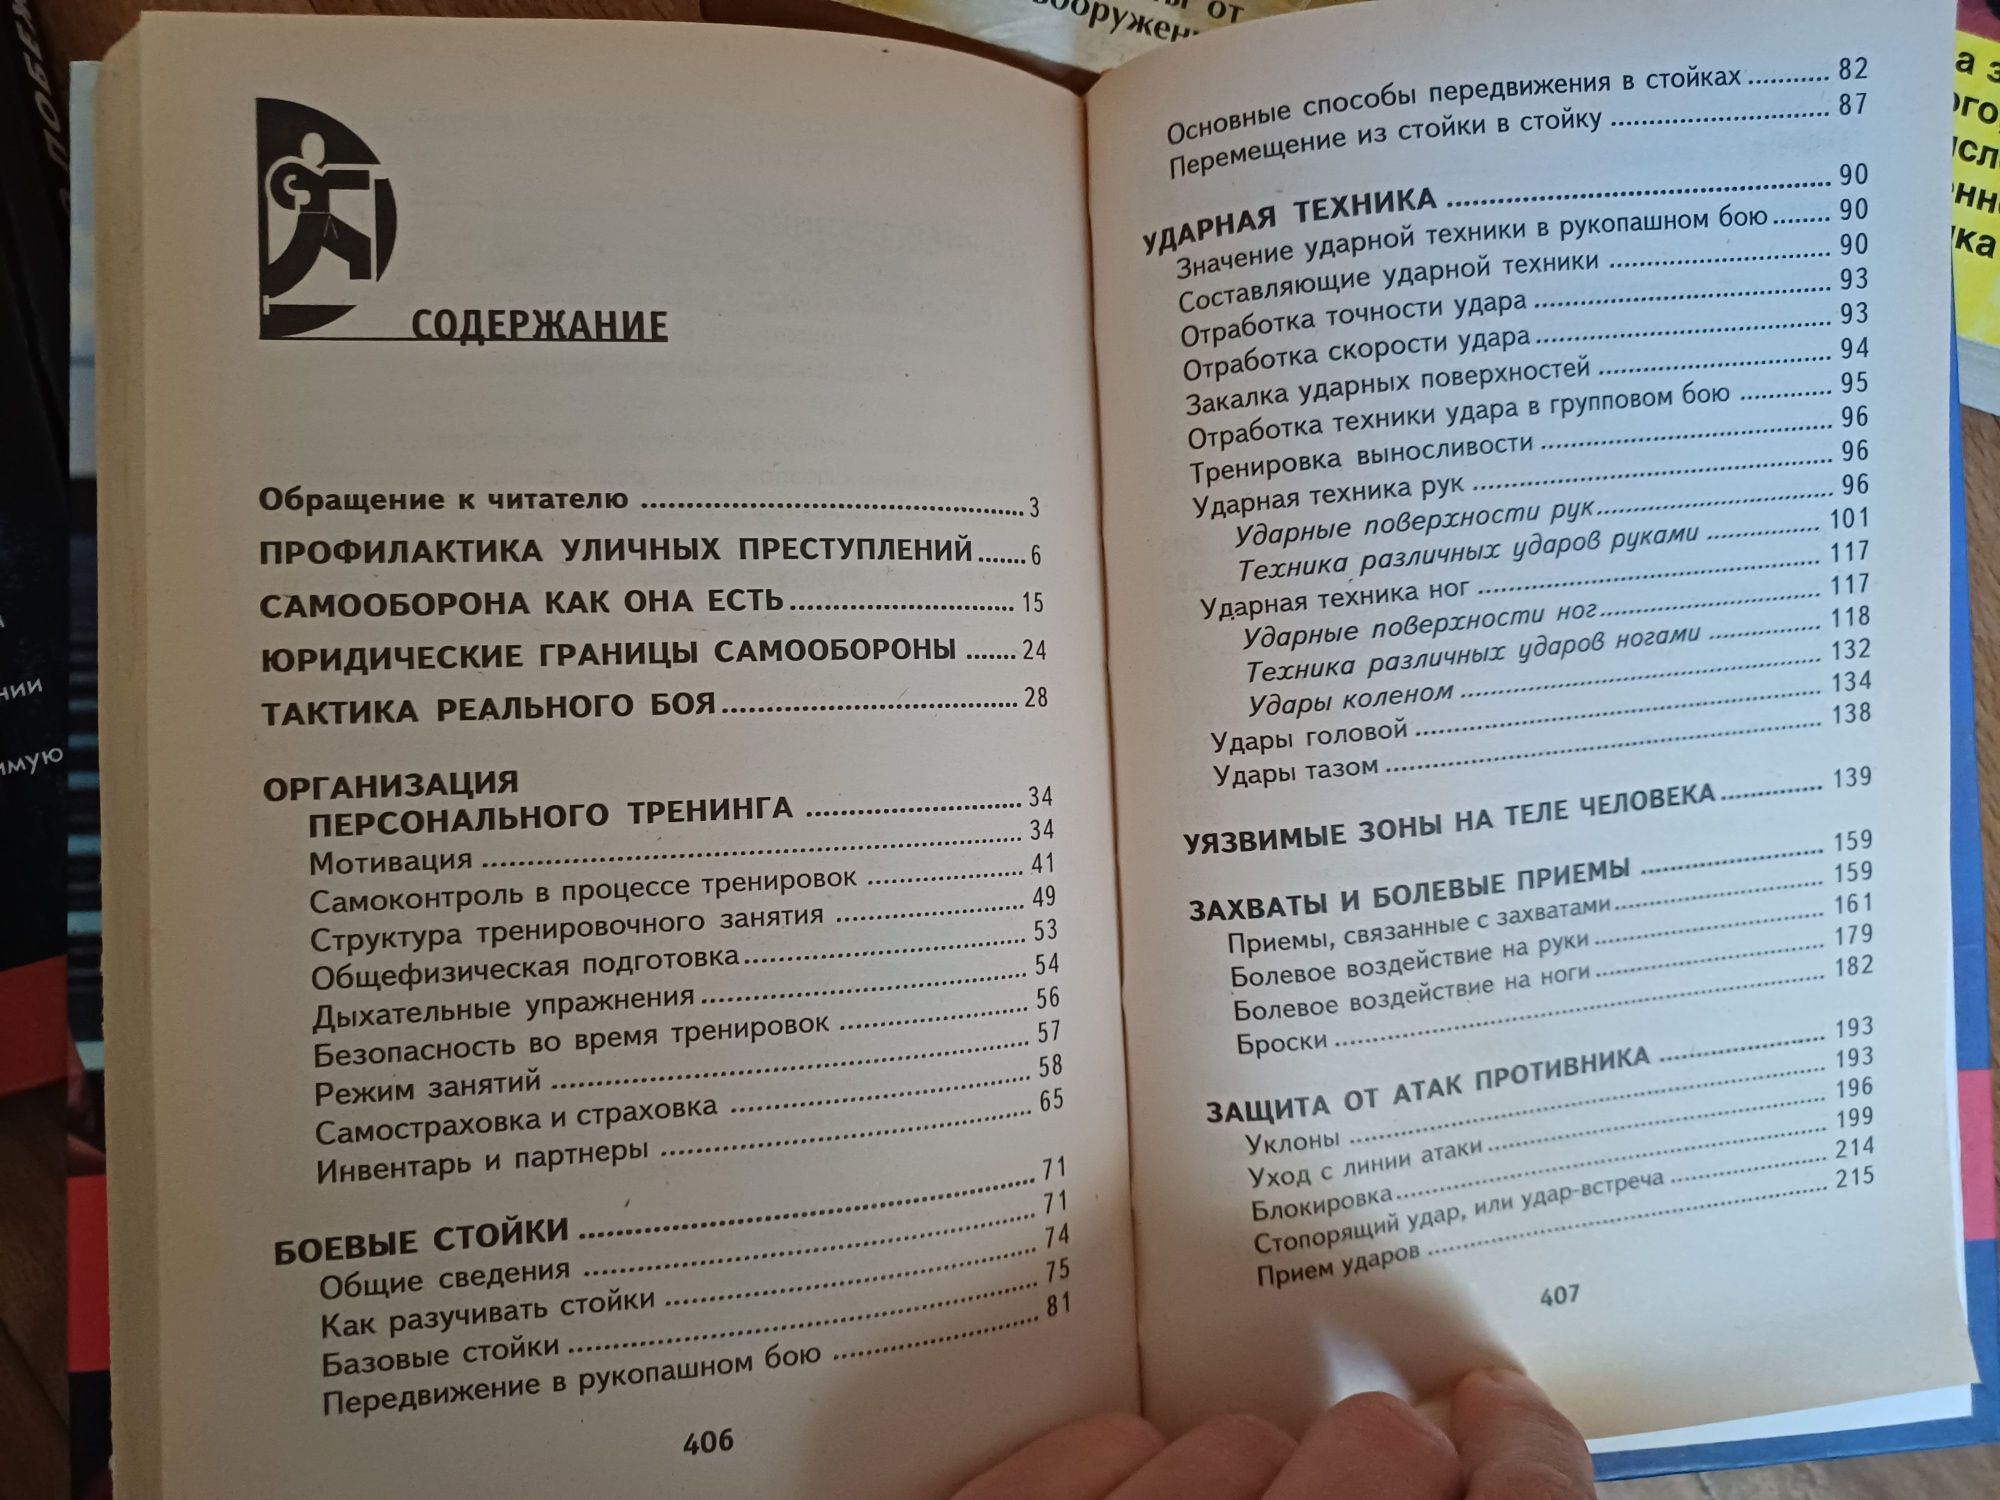 СОДЕРЖАНИЕ
Обращение к читателю ........ 3
ПРОФИЛАКТИКА УЛИЧНЫХ ПРЕСТУПЛЕНИЙ ....... 6
САМООБОРОНА КАК ОНА ЕСТЬ ........ 15
ЮРИДИЧЕСКИЕ ГРАНИЦЫ САМООБОРОНЫ ....... 24
ТАКТИКА РЕАЛЬНОГО БОЯ ........ 28
ОРГАНИЗАЦИЯ
ПЕРСОНАЛЬНОГО ТРЕНИНГА ........ 34
Мотивация ........ 34
Самоконтроль в процессе тренировок ........ 41
Структура тренировочного занятия ........ 49
Общефизическая подготовка ........ 53
Дыхательные упражнения ........ 54
Безопасность во время тренировок ........ 56
Режим занятий ........ 57
Самостраховка и страховка ........ 58
Инвентарь и партнеры ........ 65
БОЕВЫЕ СТОЙКИ ........ 71
Общие сведения ........ 71
Как разучивать стойки ........ 74
Базовые стойки ........ 75
Передвижение в рукопашном бою ........ 81
406
Основные способы передвижения в стойках ........ 82
Перемещение из стойки в стойку ........ 87
УДАРНАЯ ТЕХНИКА ........ 90
Значение ударной техники в рукопашном бою ........ 90
Составляющие ударной техники ........ 90
Отработка точности удара ........ 93
Отработка скорости удара ........ 93
Закалка ударных поверхностей ........ 94
Отработка техники удара в групповом бою ........ 95
Тренировка выносливости ........ 96
Ударная техника рук ........ 96
Ударные поверхности рук ........ 96
Техника различных ударов руками ........ 101
Ударная техника ног ........ 117
Ударные поверхности ног ........ 117
Техника различных ударов ногами ........ 118
Удары коленом ........ 132
Удары головой ........ 134
Удары тазом ........ 138
УЯЗВИМЫЕ ЗОНЫ НА ТЕЛЕ ЧЕЛОВЕКА ........ 139
ЗАХВАТЫ И БОЛЕВЫЕ ПРИЕМЫ ........ 159
Приемы, связанные с захватами ........ 159
Болевое воздействие на руки ........ 161
Болевое воздействие на ноги ........ 179
Броски ........ 182
ЗАЩИТА ОТ АТАК ПРОТИВНИКА ........ 193
Уклоны ........ 193
Уход с линии атаки ........ 196
Блокировка ........ 199
Стопорящий удар, или удар-встреча ........ 214
Прием ударов ........ 215
407
от